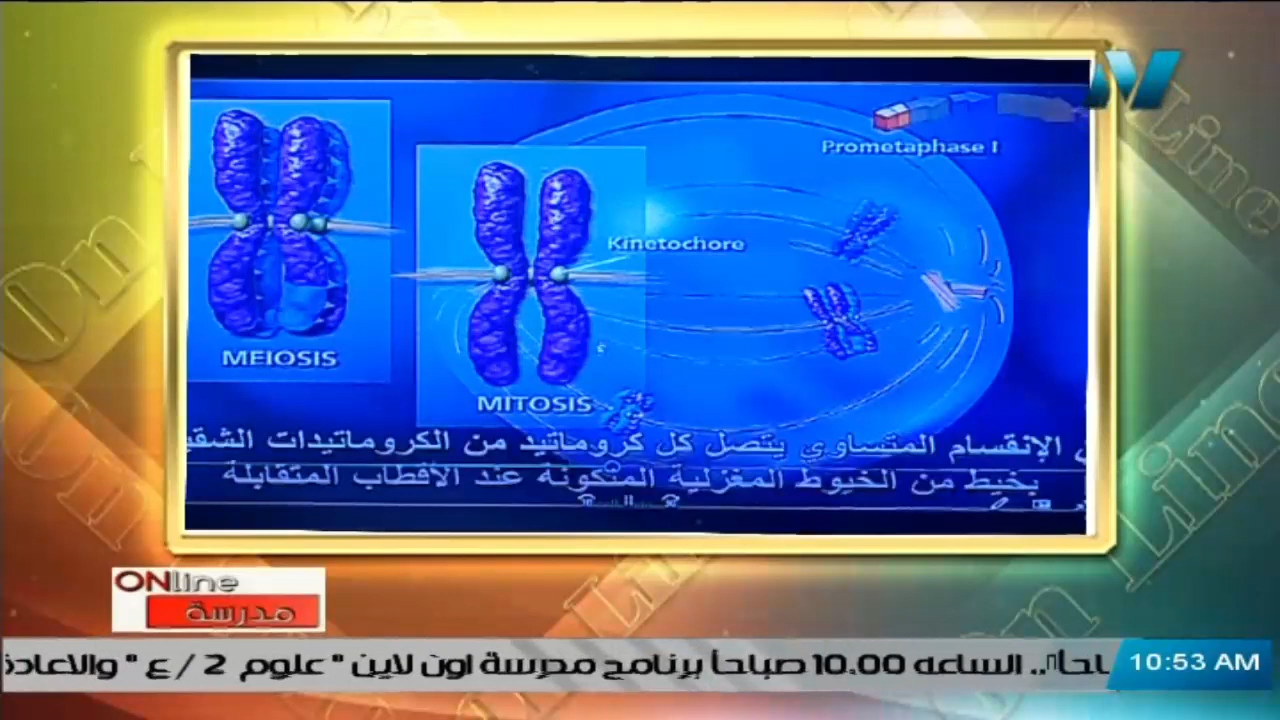 Prometaphase I
Kinetochore
MEIOSIS
MITOSIS
الإنقسام المتساوي يتصل كل كروماتيد من الكروماتيدات
بخيط من الخيوط المغزلية المتكونة عند الأقطاب المتقابلة
ONline
مدرسة
الساعه 10.00 صباحاً برنامج مدرسة اون لاين " علوم 2 /ع " والاعادة
10:53 AM